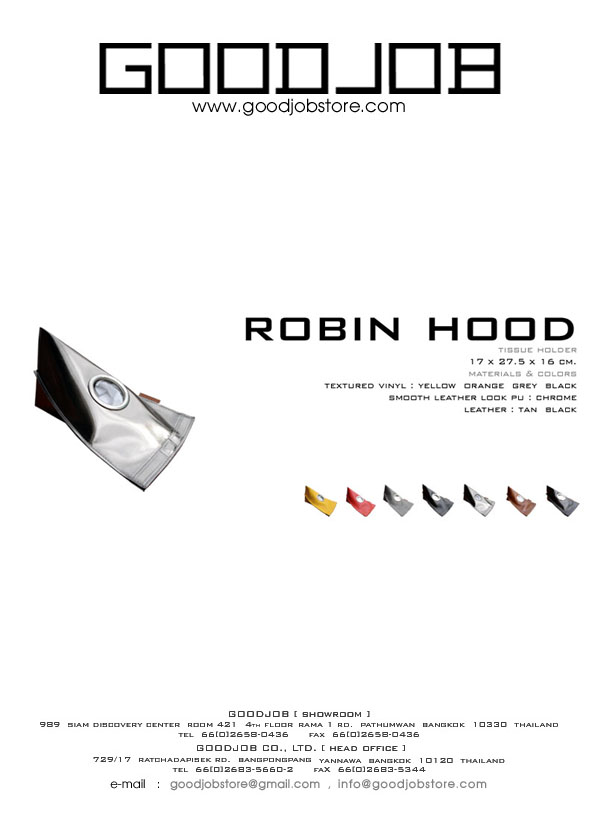 GOODJOB
www.goodjobstore.com
ROBIN HOOD
TISSUE HOLDER
17 x 27.5 x 16 CM.
MATERIALS & COLORS
TEXTURED VINYL : YELLOW ORANGE GREY BLACK
SMOOTH LEATHER LOOK PU : CHROME
LEATHER : TAN BLACK
GOODJOB [ SHOWROOM ]
989 SIAM DISCOVERY CENTER ROOM 421 4TH FLOOR RAMA 1 RD. PATHUMWAN BANGKOK 10330 THAILAND
TEL 66(0)2658-0436 FAX 66(0)2658-0436
GOODJOB CO., LTD. [ HEAD OFFICE ]
729/17 RATCHADAPISEK RD. BANGPONGPANG YANNAWA BANGKOK 10120 THAILAND
TEL 66(0)2683-5660-2 FAX 66(0)2683-5344
e-mail : goodjobstore@gmail.com , info@goodjobstore.com